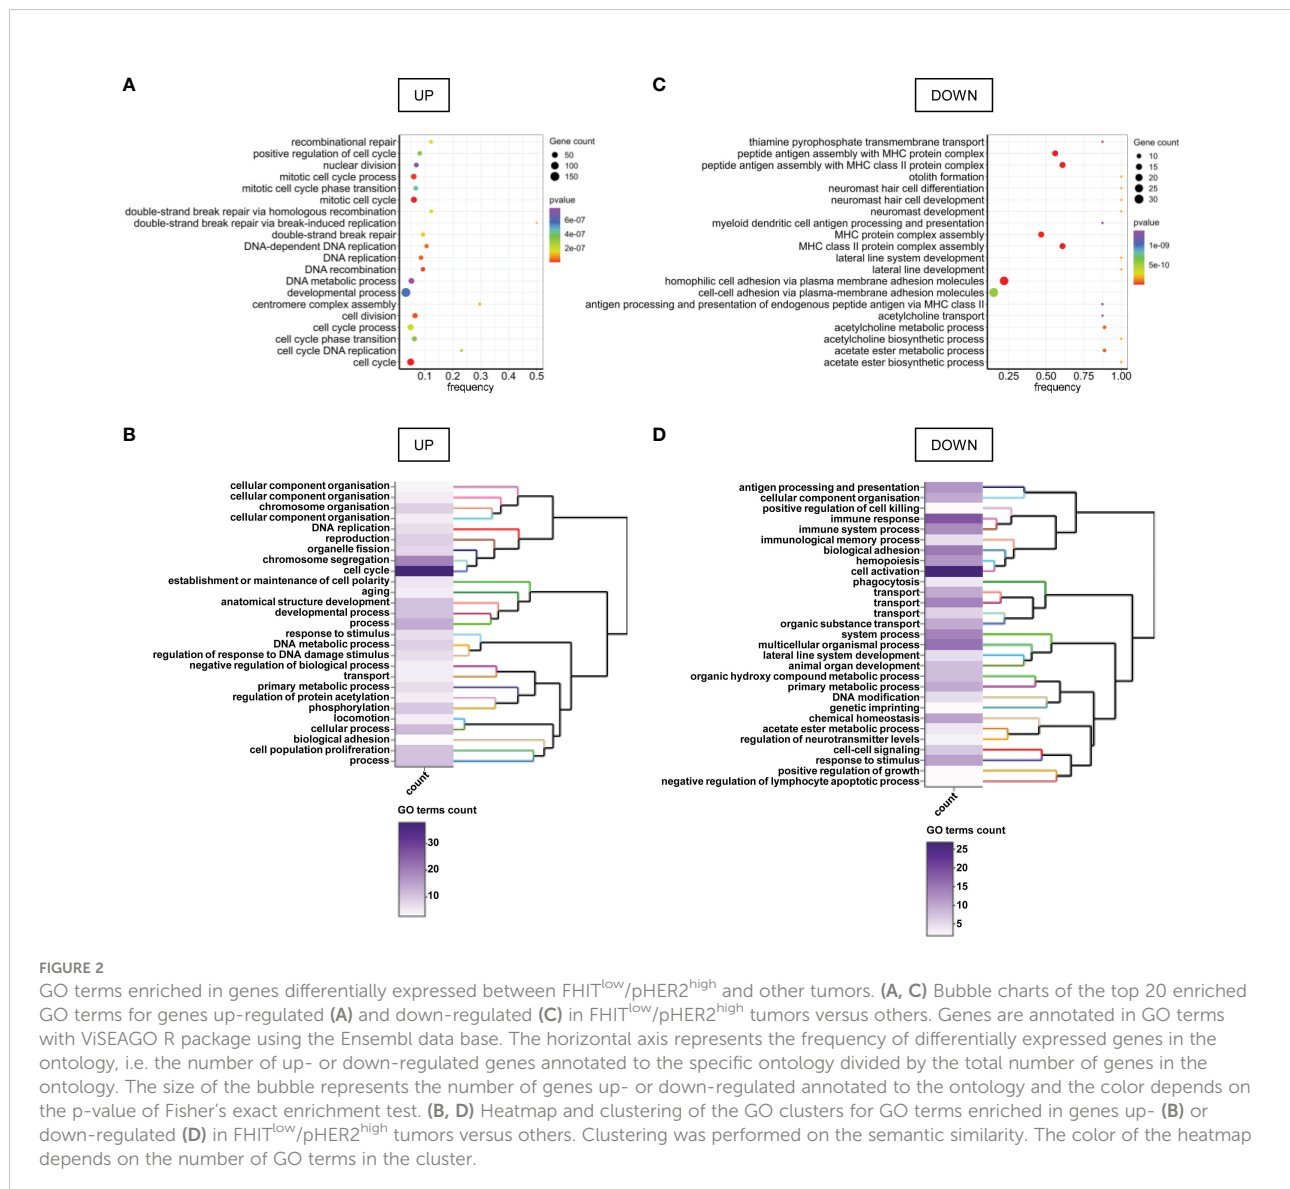 A
UP
recombinational repair
positive regulation of cell cycle
nuclear division
mitotic cell cycle process
mitotic cell cycle phase transition
mitotic cell cycle
double-strand break repair via homologous recombination
double-strand break repair via break-induced replication
double-strand break repair
DNA-dependent DNA replication
DNA replication
DNA recombination
DNA metabolic process
developmental process
centromere complex assembly
cell division
cell cycle process
cell cycle phase transition
cell cycle DNA replication
cell cycle
0.1 0.2 0.3 0.4 0.5
frequency
Gene count
50
100
150
pvalue
6e-07
4e-07
2e-07
C
DOWN
thiamine pyrophosphate transmembrane transport
peptide antigen assembly with MHC protein complex
peptide antigen assembly with MHC class II protein complex
otolith formation
neuromast hair cell differentiation
neuromast hair cell development
neuromast development
myeloid dendritic cell antigen processing and presentation
MHC protein complex assembly
MHC class II protein complex assembly
lateral line system development
lateral line development
homophilic cell adhesion via plasma membrane adhesion molecules
cell-cell adhesion via plasma-membrane adhesion molecules
antigen processing and presentation of endogenous peptide antigen via MHC class II
acetylcholine transport
acetylcholine metabolic process
acetylcholine biosynthetic process
acetate ester metabolic process
acetate ester biosynthetic process
0.25 0.50 0.75 1.00
frequency
Gene count
10
15
20
25
30
pvalue
1e-09
5e-10
B
UP
cellular component organisation
cellular component organisation
chromosome organisation
cellular component organisation
DNA replication
reproduction
organelle fission
chromosome segregation
cell cycle
establishment or maintenance of cell polarity
aging
anatomical structure development
developmental process
process
response to stimulus
DNA metabolic process
regulation of response to DNA damage stimulus
negative regulation of biological process
transport
primary metabolic process
regulation of protein acetylation
phosphorylation
locomotion
cellular process
biological adhesion
cell population proliferation
process
count
GO terms count
30
20
10
D
DOWN
antigen processing and presentation
cellular component organisation
positive regulation of cell killing
immune response
immune system process
immunological memory process
biological adhesion
hemopoiesis
cell activation
phagocytosis
transport
transport
transport
organic substance transport
system process
multicellular organismal process
lateral line system development
animal organ development
organic hydroxy compound metabolic process
primary metabolic process
DNA modification
genetic imprinting
chemical homeostasis
acetate ester metabolic process
regulation of neurotransmitter levels
cell-cell signaling
response to stimulus
positive regulation of growth
negative regulation of lymphocyte apoptotic process
count
GO terms count
25
20
15
10
5
FIGURE 2
GO terms enriched in genes differentially expressed between FHITlow/pHER2high and other tumors. (A, C) Bubble charts of the top 20 enriched
GO terms for genes up-regulated (A) and down-regulated (C) in FHITlow/pHER2high tumors versus others. Genes are annotated in GO terms
with ViSEAGO R package using the Ensembl data base. The horizontal axis represents the frequency of differentially expressed genes in the
ontology, i.e. the number of up- or down-regulated genes annotated to the specific ontology divided by the total number of genes in the
ontology. The size of the bubble represents the number of genes up- or down-regulated annotated to the ontology and the color depends on
the p-value of Fisher's exact enrichment test. (B, D) Heatmap and clustering of the GO clusters for GO terms enriched in genes up- (B) or
down-regulated (D) in FHITlow/pHER2high tumors versus others. Clustering was performed on the semantic similarity. The color of the heatmap
depends on the number of GO terms in the cluster.